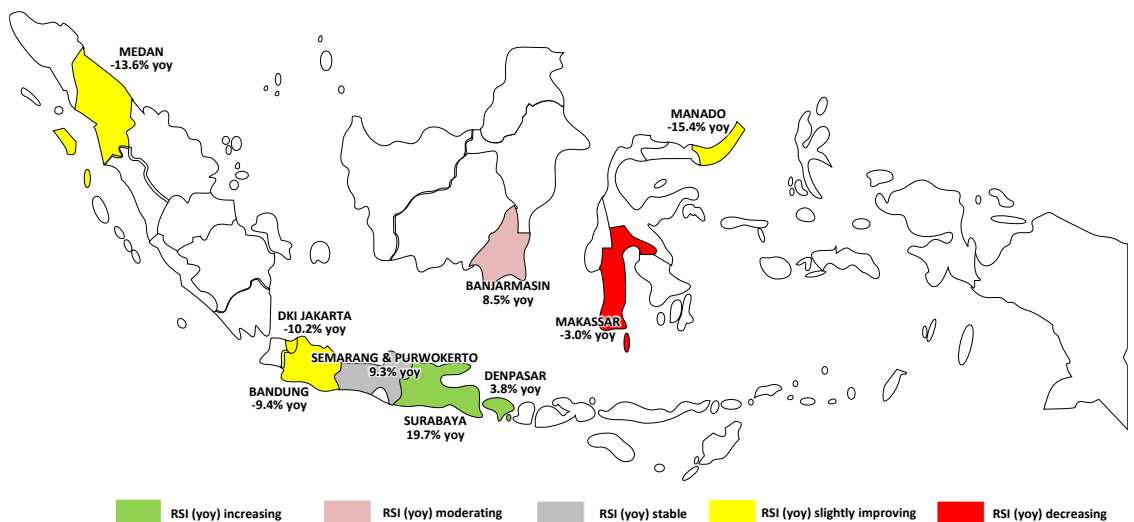 MEDAN
-13.6% yoy
MANADO
-15.4% yoy
BANJARMASIN
8.5% yoy
DKI JAKARTA
-10.2% yoy
MAKASSAR
-3.0% yoy
SEMARANG & PURWOKERTO
9.3% yoy
DENPASAR
3.8% yoy
BANDUNG
-9.4% yoy
SURABAYA
19.7% yoy
RSI (yoy) increasing
RSI (yoy) moderating
RSI (yoy) stable
RSI (yoy) slightly improving
RSI (yoy) decreasing